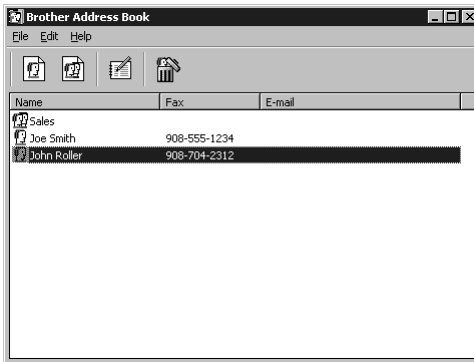 Brother Address Book
File Edit Help
Name Fax E-mail
Sales
Joe Smith 908-555-1234
John Roller 908-704-2312